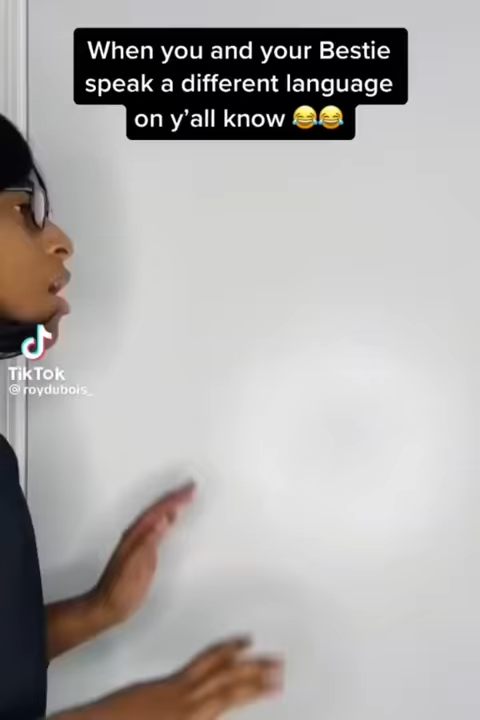 When you and your Bestie
speak a different language
on y’all know 😂😂
TikTok
@roydubois_